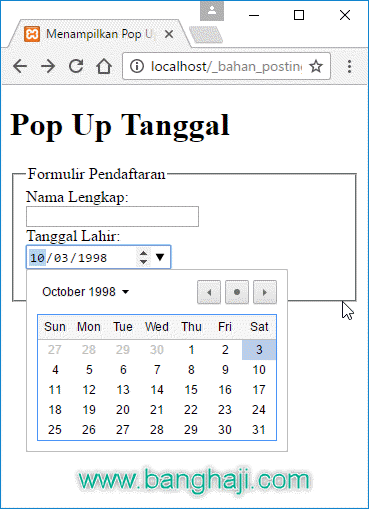 Menampilkan Pop U
localhost/_bahan_posting
Pop Up Tanggal
Formulir Pendaftaran
Nama Lengkap:
Tanggal Lahir:
10/03/1998
October 1998
Sun Mon Tue Wed Thu Fri Sat
27 28 29 30 1 2 3
4 5 6 7 8 9 10
11 12 13 14 15 16 17
18 19 20 21 22 23 24
25 26 27 28 29 30 31
www.banghaji.com